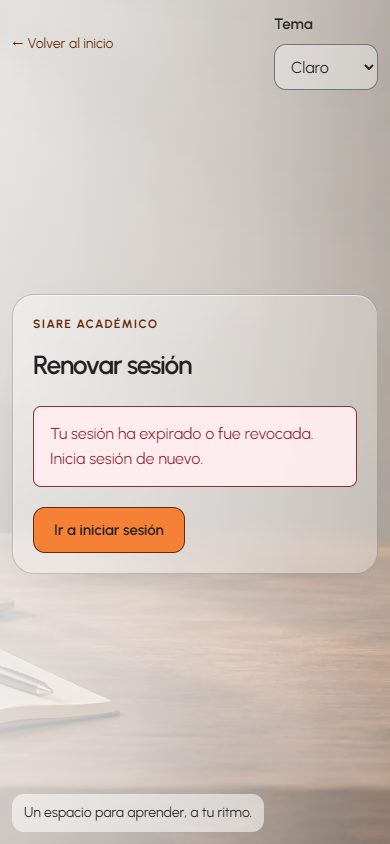 Tema
← Volver al inicio
Claro
SIARE ACADÉMICO
Renovar sesión
Tu sesión ha expirado o fue revocada.
Inicia sesión de nuevo.
Ir a iniciar sesión
Un espacio para aprender, a tu ritmo.